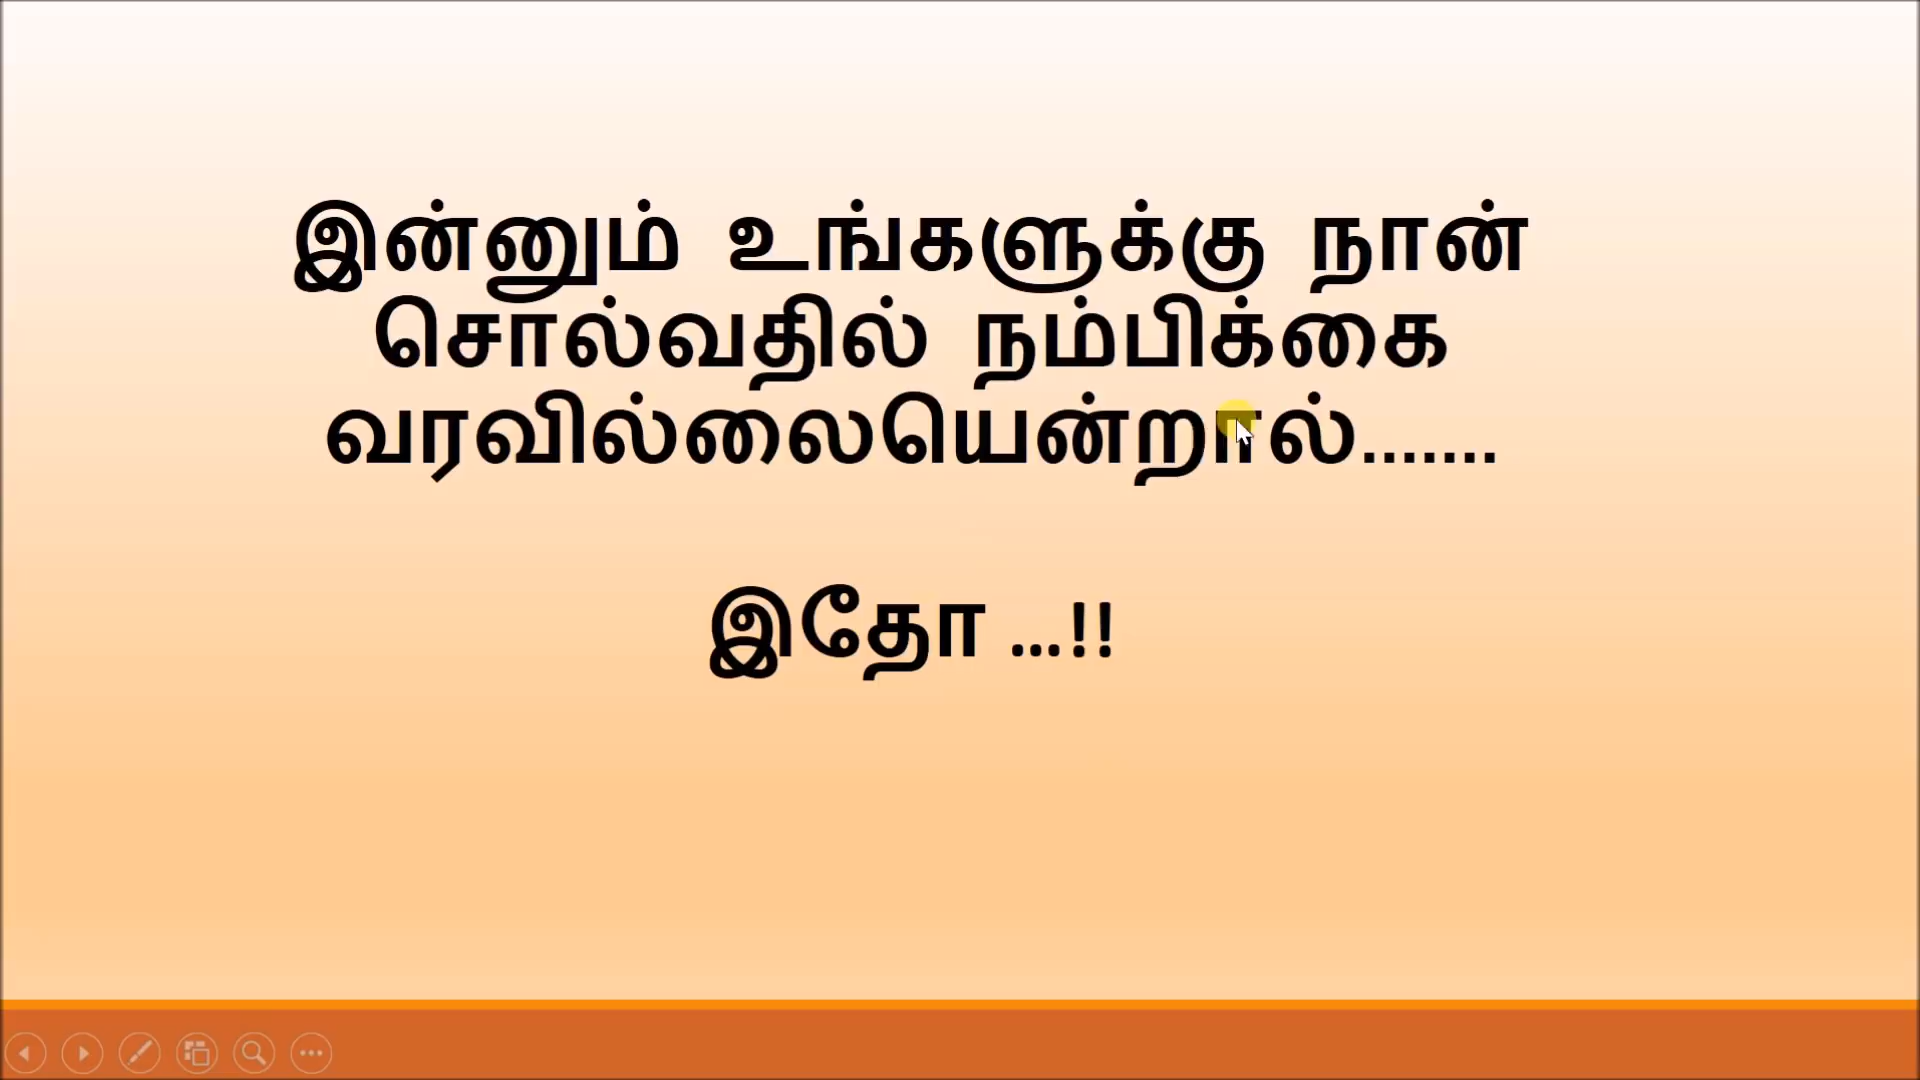 இன்னும் உங்களுக்கு நான்
சொல்வதில் நம்பிக்கை
வரவில்லையென்றால்.......
இதோ ...!!